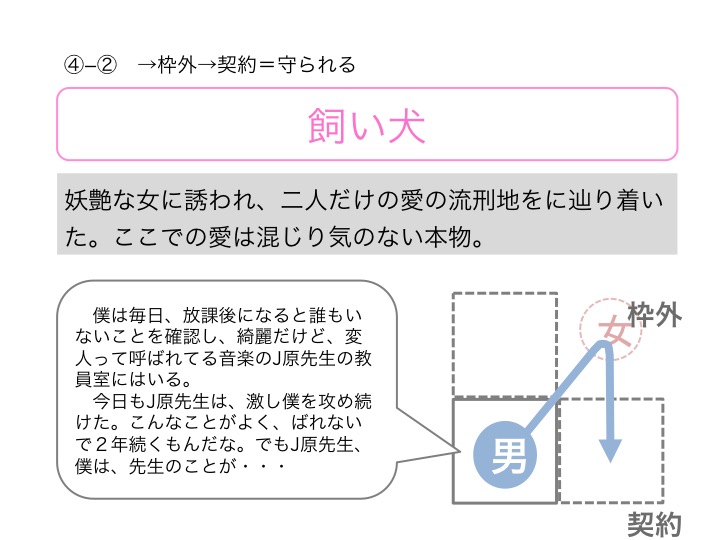 ④–②　→枠外→契約＝守られる
飼い犬
妖艶な女に誘われ、二人だけの愛の流刑地をに辿り着い
た。ここでの愛は混じり気のない本物。
　僕は毎日、放課後になると誰もい
ないことを確認し、綺麗だけど、変
人って呼ばれてる音楽のJ原先生の教
員室にはいる。
　今日もJ原先生は、激し僕を攻め続
けた。こんなことがよく、ばれない
で２年続くもんだな。でもJ原先生、
僕は、先生のことが・・・
枠外
女
男
契約